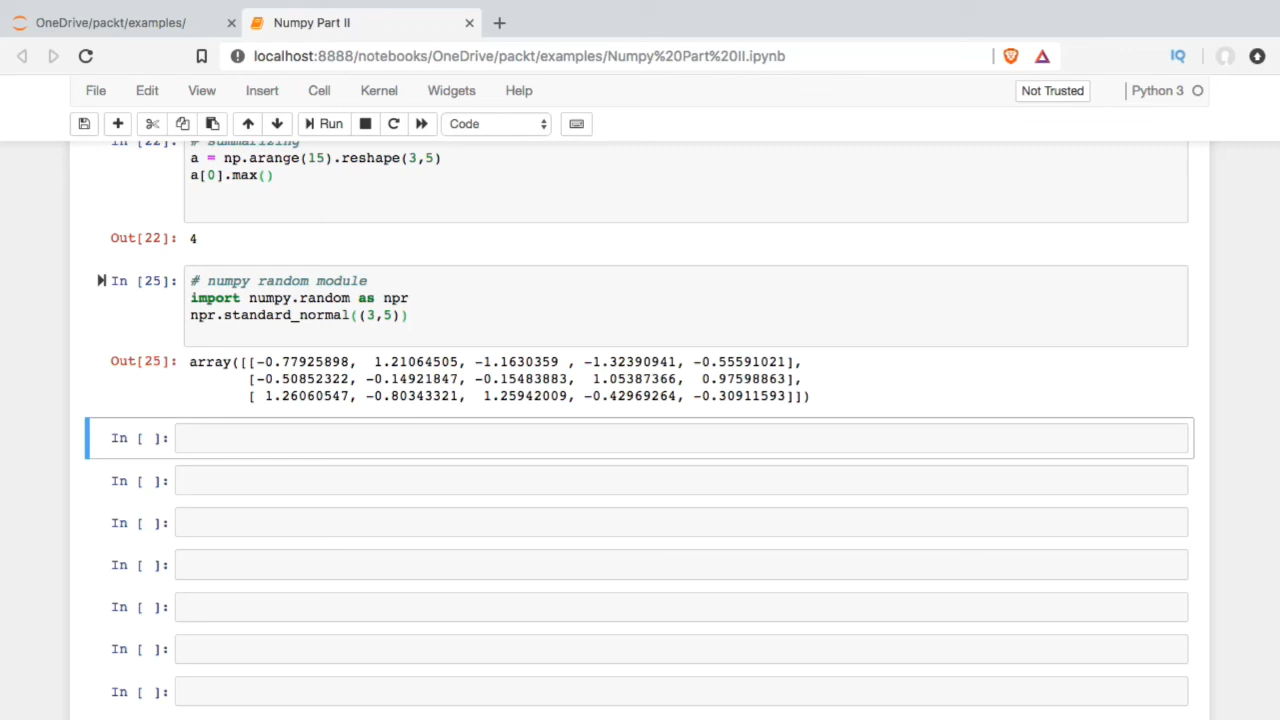 OneDrive/packt/examples/
Numpy Part II
localhost:8888/notebooks/OneDrive/packt/examples/Numpy%20Part%20II.ipynb
IQ
File Edit View Insert Cell Kernel Widgets Help Not Trusted Python 3
Run Code
In [22]: # summarizing
a = np.arange(15).reshape(3,5)
a[0].max()
Out[22]: 4
In [25]: # numpy random module
import numpy.random as npr
npr.standard_normal((3,5))
Out[25]: array([[-0.77925898, 1.21064505, -1.1630359 , -1.32390941, -0.55591021],
[-0.50852322, -0.14921847, -0.15483883, 1.05387366, 0.97598863],
[ 1.26060547, -0.80343321, 1.25942009, -0.42969264, -0.30911593]])
In [ ]:
In [ ]:
In [ ]:
In [ ]:
In [ ]:
In [ ]:
In [ ]: